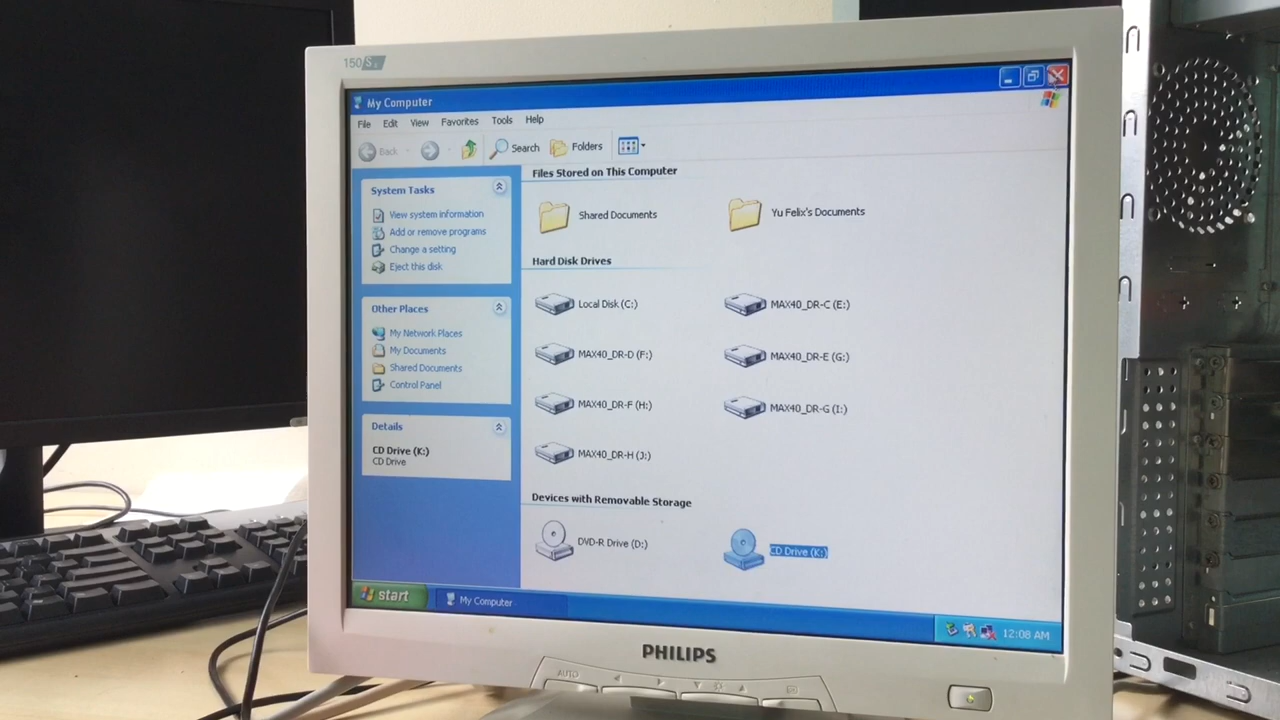 150S
My Computer
File Edit View Favorites Tools Help
Back Search Folders
System Tasks
View system information
Add or remove programs
Change a setting
Eject this disk
Other Places
My Network Places
My Documents
Shared Documents
Control Panel
Details
CD Drive (K:)
CD Drive
Files Stored on This Computer
Shared Documents Yu Felix's Documents
Hard Disk Drives
Local Disk (C:) MAX40_DR-C (E:)
MAX40_DR-D (F:) MAX40_DR-E (G:)
MAX40_DR-F (H:) MAX40_DR-G (I:)
MAX40_DR-H (J:)
Devices with Removable Storage
DVD-R Drive (D:) CD Drive (K:)
start My Computer 12:08 AM
PHILIPS
AUTO